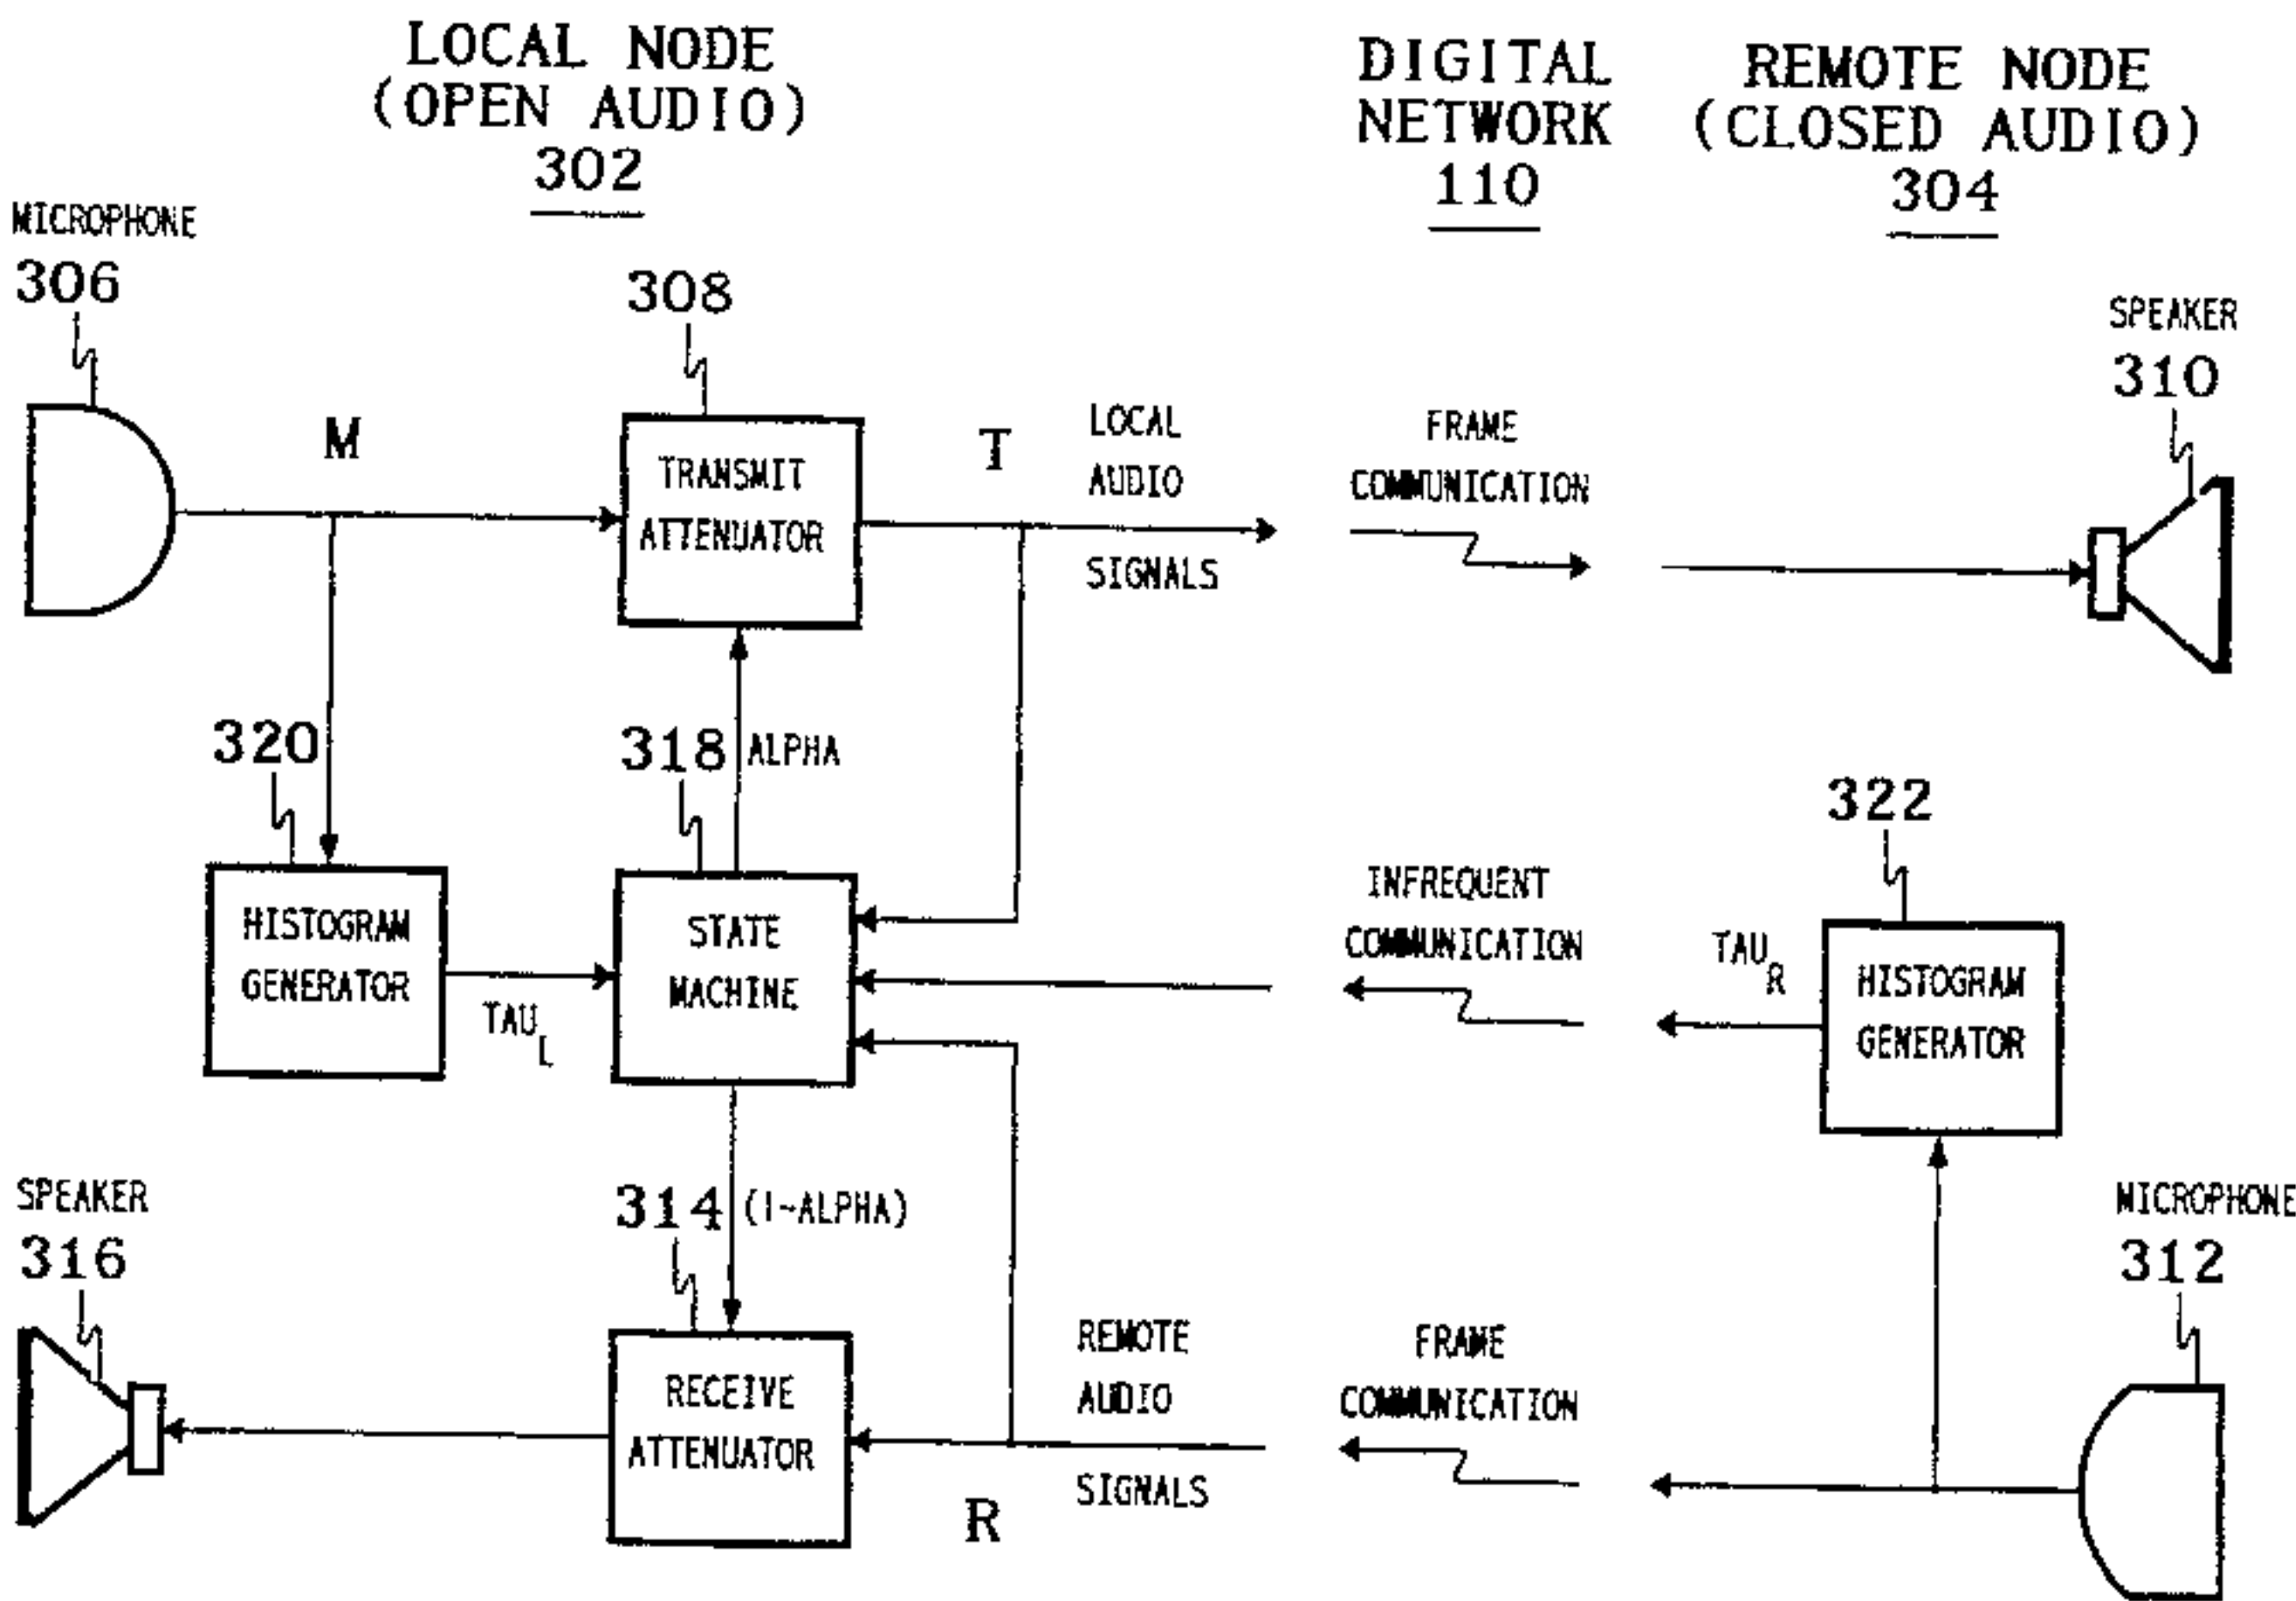 LOCAL NODE
(OPEN AUDIO)
302
DIGITAL
NETWORK
110
REMOTE NODE
(CLOSED AUDIO)
304
MICROPHONE
306
308
SPEAKER
310
M
TRANSMIT
ATTENUATOR
T
LOCAL
AUDIO
SIGNALS
FRAME
COMMUNICATION
320
318
ALPHA
322
HISTOGRAM
GENERATOR
TAU L
STATE
MACHINE
INFREQUENT
COMMUNICATION
TAU R
HISTOGRAM
GENERATOR
SPEAKER
316
314
(1-ALPHA)
MICROPHONE
312
RECEIVE
ATTENUATOR
REMOTE
AUDIO
SIGNALS
R
FRAME
COMMUNICATION